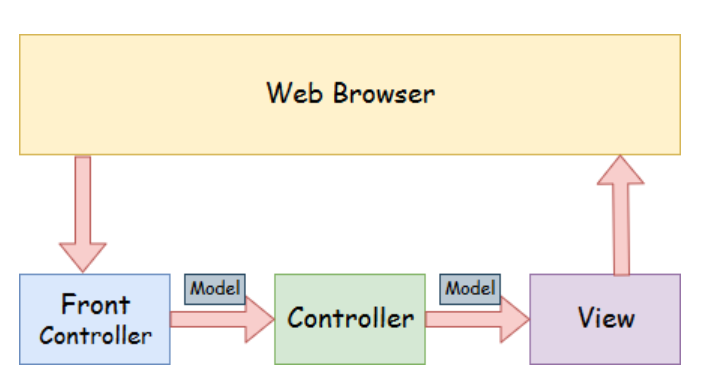 Web Browser
Model
Model
Front
Controller
Controller
View